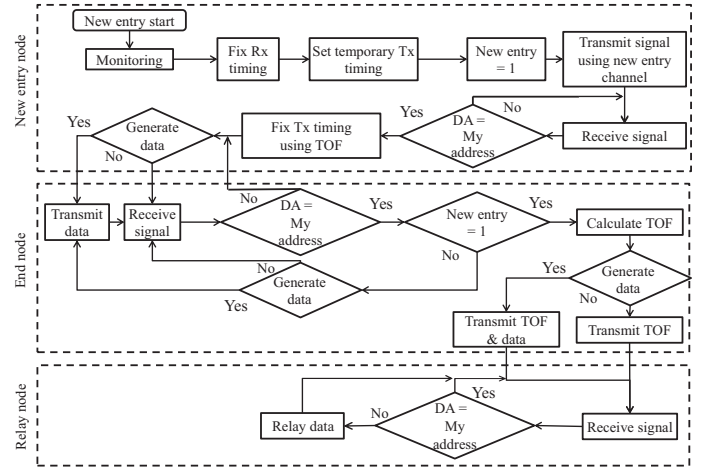 New entry node
New entry start
Monitoring
Fix Rx
timing
Set temporary Tx
timing
New entry
= 1
Transmit signal
using new entry
channel
Receive signal
No
DA =
My
address
Yes
Fix Tx timing
using TOF
Generate
data
Yes
No
End node
Transmit
data
Receive
signal
No
DA =
My
address
Yes
New entry
= 1
Yes
No
Calculate TOF
Generate
data
No
Yes
Generate
data
Yes
No
Transmit TOF
& data
Transmit TOF
Relay node
Relay data
No
DA =
My
address
Yes
Receive signal